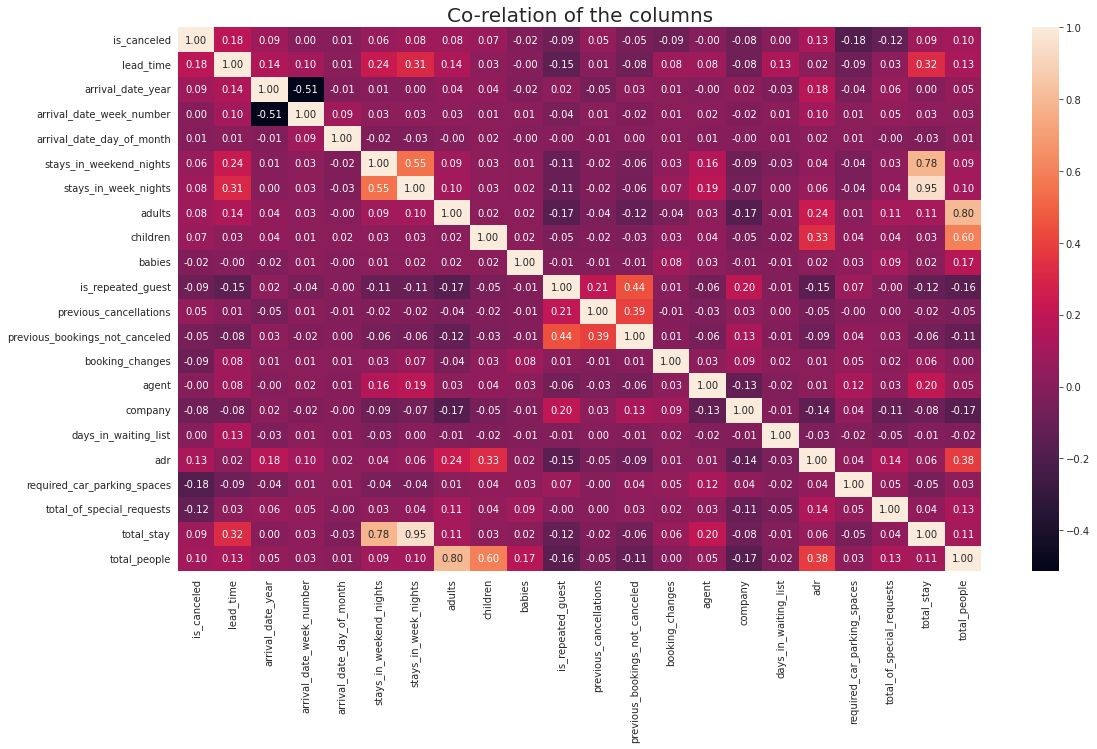 Co-relation of the columns
is_canceled 1.00 0.18 0.09 0.00 0.01 0.06 0.08 0.08 0.07 -0.02 -0.09 0.05 -0.05 -0.09 -0.00 -0.08 0.00 0.13 -0.18 -0.12 0.09 0.10
lead_time 0.18 1.00 0.14 0.10 0.01 0.24 0.31 0.14 0.03 -0.00 -0.15 0.01 -0.08 0.08 0.08 -0.08 0.13 0.02 -0.09 0.03 0.32 0.13
arrival_date_year 0.09 0.14 1.00 -0.51 -0.01 0.01 0.00 0.04 0.04 -0.02 0.02 -0.05 0.03 0.01 -0.00 0.02 -0.03 0.18 -0.04 0.06 0.00 0.05
arrival_date_week_number 0.00 0.10 -0.51 1.00 0.09 0.03 0.03 0.03 0.01 0.01 -0.04 0.01 -0.02 0.01 0.02 -0.02 0.01 0.10 0.01 0.05 0.03 0.03
arrival_date_day_of_month 0.01 0.01 -0.01 0.09 1.00 -0.02 -0.03 -0.00 0.02 -0.00 -0.00 -0.01 0.00 0.01 0.01 -0.00 0.01 0.02 0.01 -0.00 -0.03 0.01
stays_in_weekend_nights 0.06 0.24 0.01 0.03 -0.02 1.00 0.55 0.09 0.03 0.01 -0.11 -0.02 -0.06 0.03 0.16 -0.09 -0.03 0.04 -0.04 0.03 0.78 0.09
stays_in_week_nights 0.08 0.31 0.00 0.03 -0.03 0.55 1.00 0.10 0.03 0.02 -0.11 -0.02 -0.06 0.07 0.19 -0.07 0.00 0.06 -0.04 0.04 0.95 0.10
adults 0.08 0.14 0.04 0.03 -0.00 0.09 0.10 1.00 0.02 0.02 -0.17 -0.04 -0.12 -0.04 0.03 -0.17 -0.01 0.24 0.01 0.11 0.11 0.80
children 0.07 0.03 0.04 0.01 0.02 0.03 0.03 0.02 1.00 0.02 -0.05 -0.02 -0.03 0.03 0.04 -0.05 -0.02 0.33 0.04 0.04 0.03 0.60
babies -0.02 -0.00 -0.02 0.01 -0.00 0.01 0.02 0.02 0.02 1.00 -0.01 -0.01 -0.01 0.08 0.03 -0.01 -0.01 0.02 0.03 0.09 0.02 0.17
is_repeated_guest -0.09 -0.15 0.02 -0.04 -0.00 -0.11 -0.11 -0.17 -0.05 -0.01 1.00 0.21 0.44 0.01 -0.06 0.20 -0.01 -0.15 0.07 -0.00 -0.12 -0.16
previous_cancellations 0.05 0.01 -0.05 0.01 -0.01 -0.02 -0.02 -0.04 -0.02 -0.01 0.21 1.00 0.39 -0.01 -0.03 0.03 0.00 -0.05 -0.00 0.00 -0.02 -0.05
previous_bookings_not_canceled -0.05 -0.08 0.03 -0.02 0.00 -0.06 -0.06 -0.12 -0.03 -0.01 0.44 0.39 1.00 0.01 -0.06 0.13 -0.01 -0.09 0.04 0.03 -0.06 -0.11
booking_changes -0.09 0.08 0.01 0.01 0.01 0.03 0.07 -0.04 0.03 0.08 0.01 -0.01 0.01 1.00 0.03 0.09 0.02 0.01 0.05 0.02 0.06 0.00
agent -0.00 0.08 -0.00 0.02 0.01 0.16 0.19 0.03 0.04 0.03 -0.06 -0.03 -0.06 0.03 1.00 -0.13 -0.02 0.01 0.12 0.03 0.20 0.05
company -0.08 -0.08 0.02 -0.02 -0.00 -0.09 -0.07 -0.17 -0.05 -0.01 0.20 0.03 0.13 0.09 -0.13 1.00 -0.01 -0.14 0.04 -0.11 -0.08 -0.17
days_in_waiting_list 0.00 0.13 -0.03 0.01 0.01 -0.03 0.00 -0.01 -0.02 -0.01 -0.01 0.00 -0.01 0.02 -0.02 -0.01 1.00 -0.03 -0.02 -0.05 -0.01 -0.02
adr 0.13 0.02 0.18 0.10 0.02 0.04 0.06 0.24 0.33 0.02 -0.15 -0.05 -0.09 0.01 0.01 -0.14 -0.03 1.00 0.04 0.14 0.06 0.38
required_car_parking_spaces -0.18 -0.09 -0.04 0.01 0.01 -0.04 -0.04 0.01 0.04 0.03 0.07 -0.00 0.04 0.05 0.12 0.04 -0.02 0.04 1.00 0.05 -0.05 0.03
total_of_special_requests -0.12 0.03 0.06 0.05 -0.00 0.03 0.04 0.11 0.04 0.09 -0.00 0.00 0.03 0.02 0.03 -0.11 -0.05 0.14 0.05 1.00 0.04 0.13
total_stay 0.09 0.32 0.00 0.03 -0.03 0.78 0.95 0.11 0.03 0.02 -0.12 -0.02 -0.06 0.06 0.20 -0.08 -0.01 0.06 -0.05 0.04 1.00 0.11
total_people 0.10 0.13 0.05 0.03 0.01 0.09 0.10 0.80 0.60 0.17 -0.16 -0.05 -0.11 0.00 0.05 -0.17 -0.02 0.38 0.03 0.13 0.11 1.00
is_canceled
lead_time
arrival_date_year
arrival_date_week_number
arrival_date_day_of_month
stays_in_weekend_nights
stays_in_week_nights
adults
children
babies
is_repeated_guest
previous_cancellations
previous_bookings_not_canceled
booking_changes
agent
company
days_in_waiting_list
adr
required_car_parking_spaces
total_of_special_requests
total_stay
total_people
1.0
0.8
0.6
0.4
0.2
0.0
−0.2
−0.4